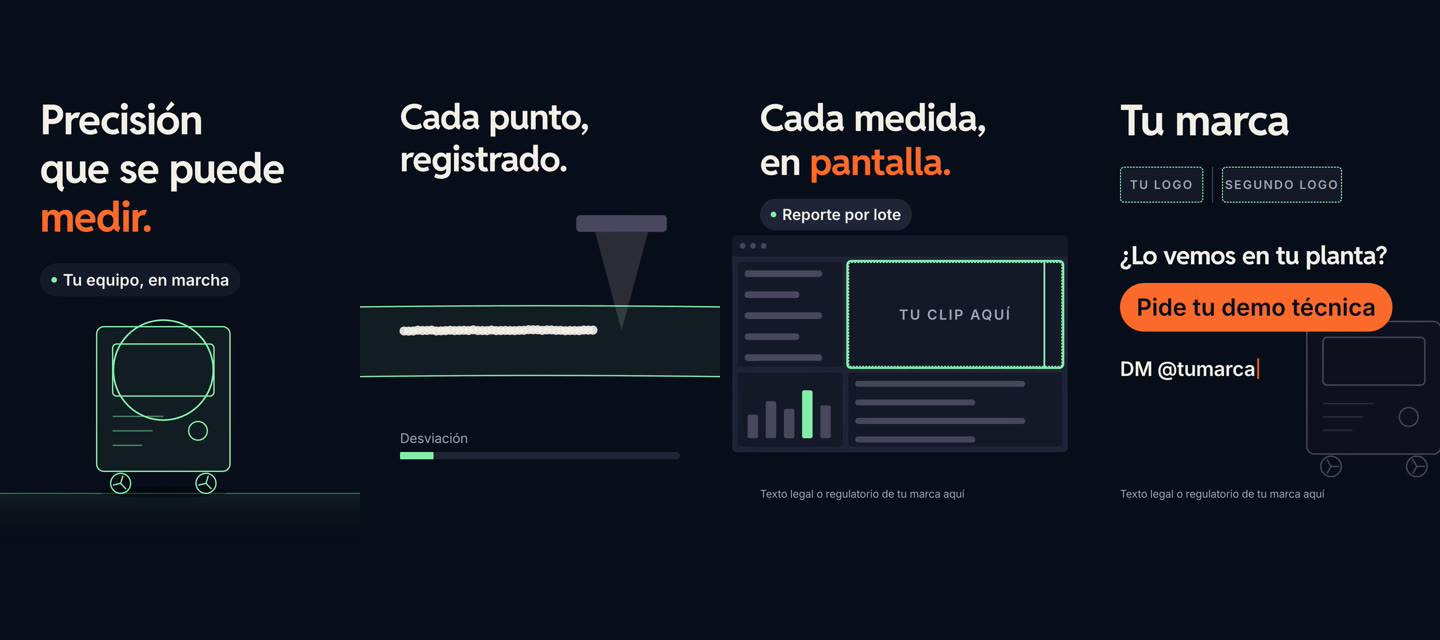 Precisión
que se puede
medir.
Tu equipo, en marcha
Cada punto,
registrado.
Desviación
Cada medida,
en pantalla.
Reporte por lote
TU CLIP AQUÍ
Texto legal o regulatorio de tu marca aquí
Tu marca
TU LOGO
SEGUNDO LOGO
¿Lo vemos en tu planta?
Pide tu demo técnica
DM @tumarca
Texto legal o regulatorio de tu marca aquí